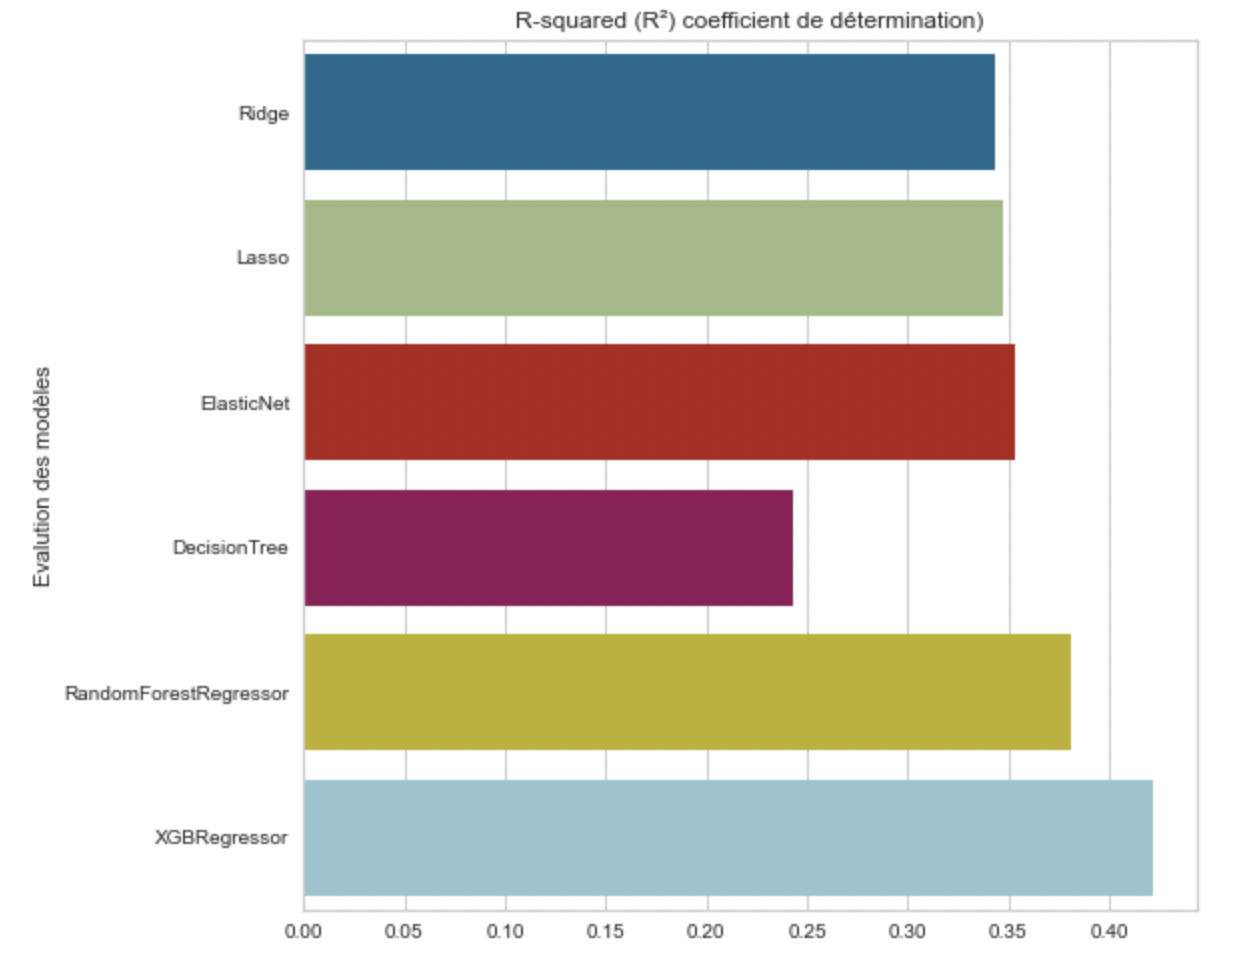 R-squared (R²) coefficient de détermination)
Ridge
Lasso
ElasticNet
DecisionTree
RandomForestRegressor
XGBRegressor
Evalution des modèles
0.00 0.05 0.10 0.15 0.20 0.25 0.30 0.35 0.40